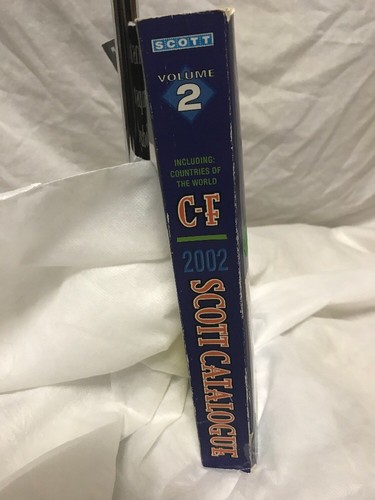 SCOTT
VOLUME
2
INCLUDING:
COUNTRIES OF
THE WORLD
C-F
2002
SCOTT CATALOGUE